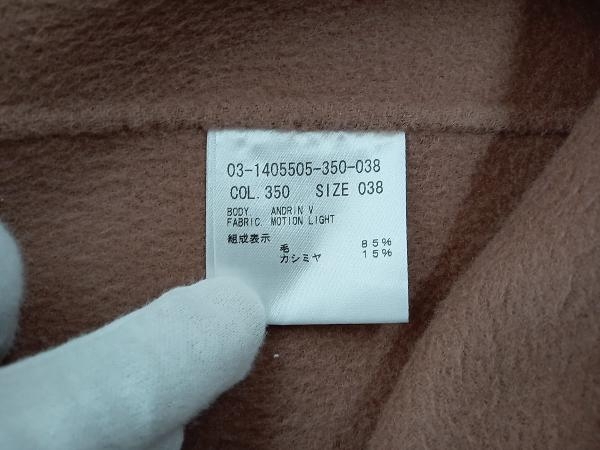 03-1405505-350-038
COL. 350 SIZE 038
BODY. ANDRIN V
FABRIC. MOTION LIGHT
組成表示
毛 85%
カシミヤ 15%